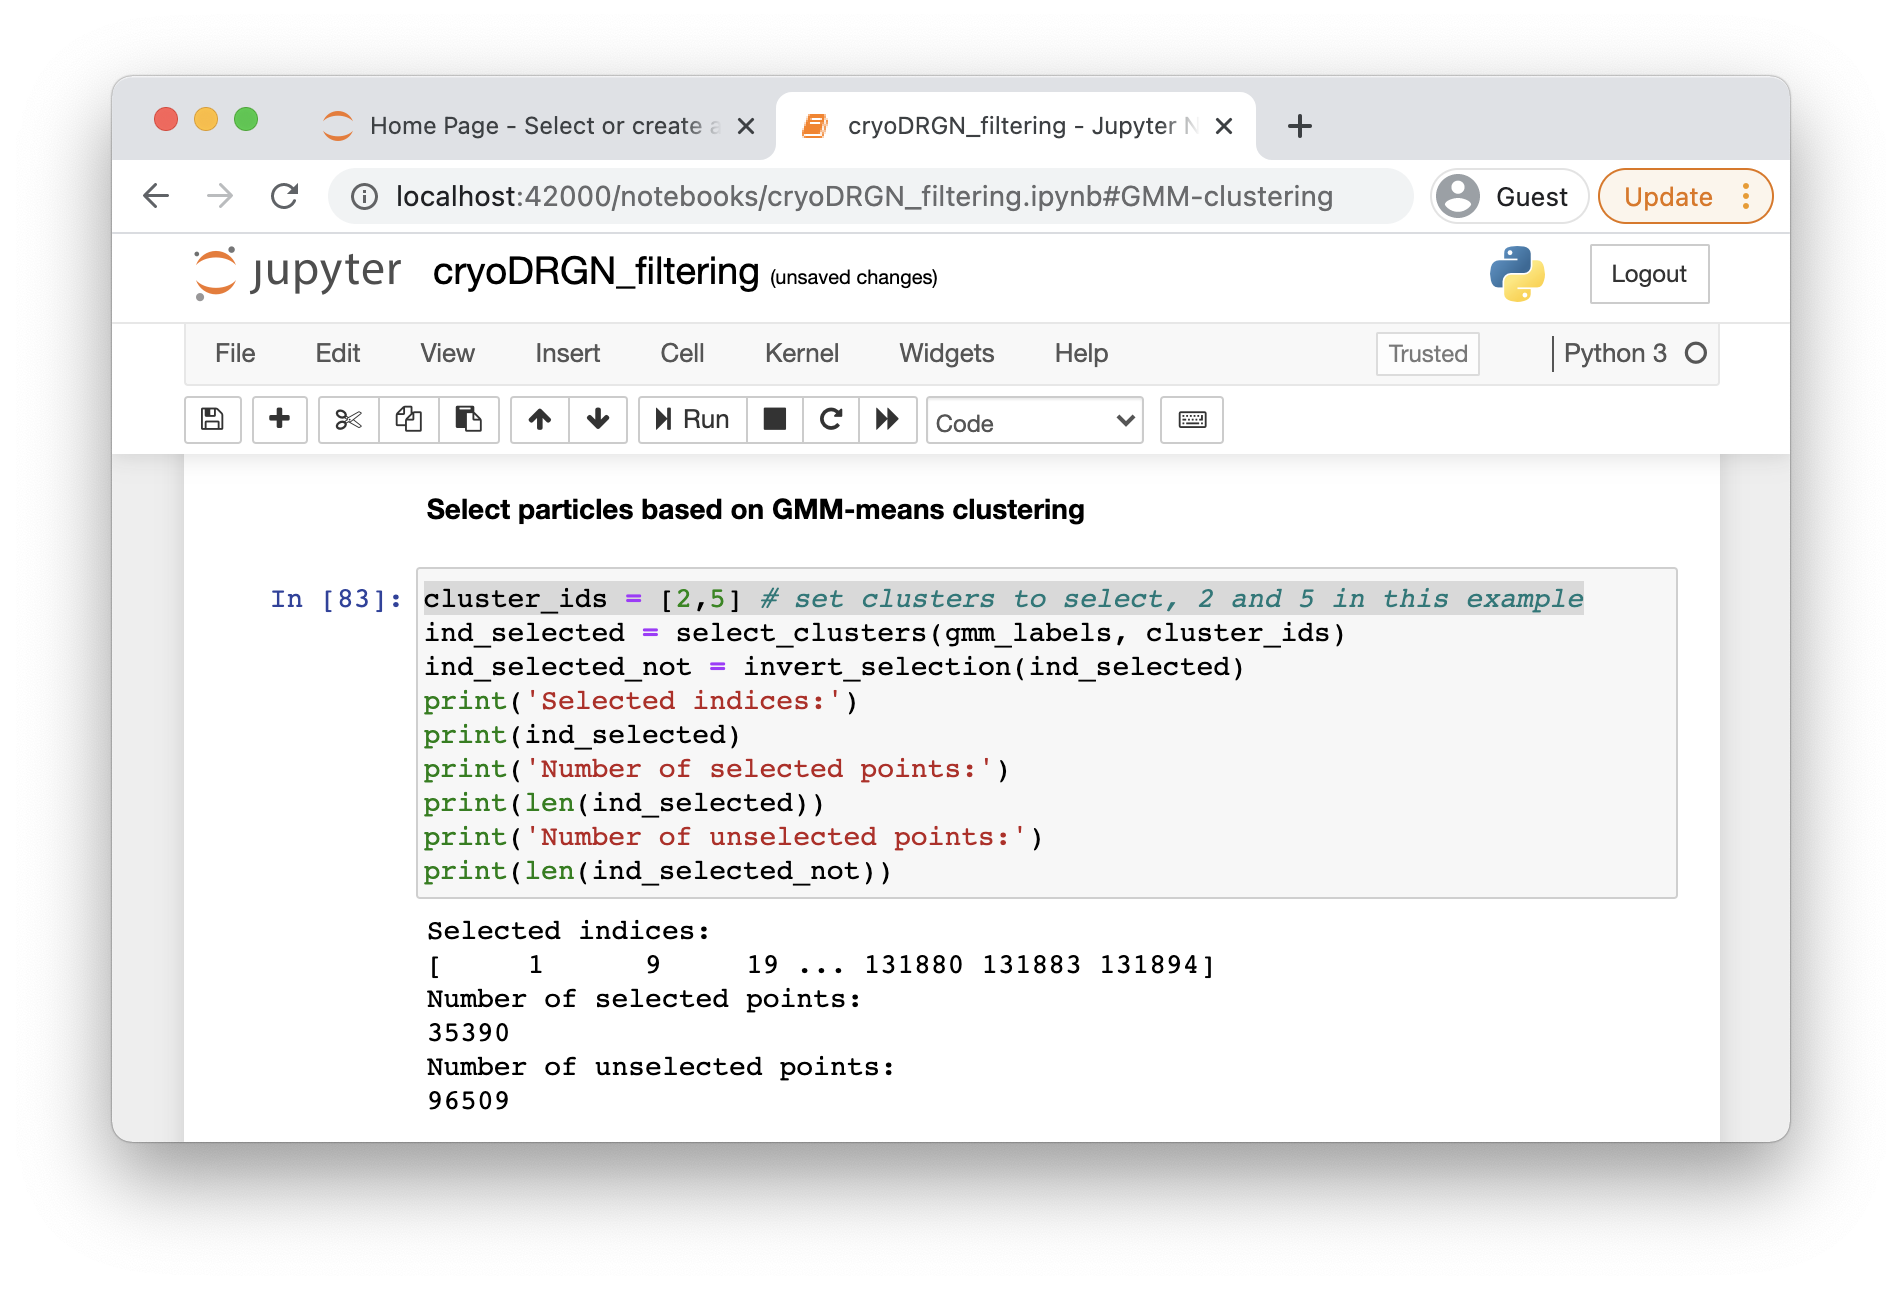 Home Page - Select or create a
cryoDRGN_filtering - Jupyter N
localhost:42000/notebooks/cryoDRGN_filtering.ipynb#GMM-clustering
Guest
Update
jupyter
cryoDRGN_filtering (unsaved changes)
Logout
File Edit View Insert Cell Kernel Widgets Help
Trusted
Python 3
Run
Code
Select particles based on GMM-means clustering
In [83]:
cluster_ids = [2,5] # set clusters to select, 2 and 5 in this example
ind_selected = select_clusters(gmm_labels, cluster_ids)
ind_selected_not = invert_selection(ind_selected)
print('Selected indices:')
print(ind_selected)
print('Number of selected points:')
print(len(ind_selected))
print('Number of unselected points:')
print(len(ind_selected_not))
Selected indices:
[     1      9     19 ... 131880 131883 131894]
Number of selected points:
35390
Number of unselected points:
96509